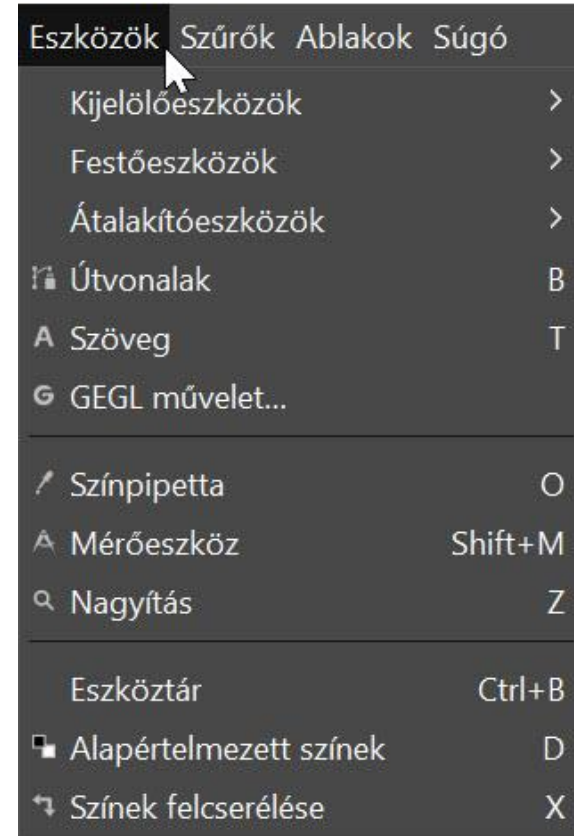 Eszközök Szűrők Ablakok Súgó
Kijelölőeszközök >
Festőeszközök >
Átalakítóeszközök >
Útvonalak B
A Szöveg T
G GEGL művelet...
Színpipetta O
Mérőeszköz Shift+M
Nagyítás Z
Eszköztár Ctrl+B
Alapértelmezett színek D
Színek felcserélése X